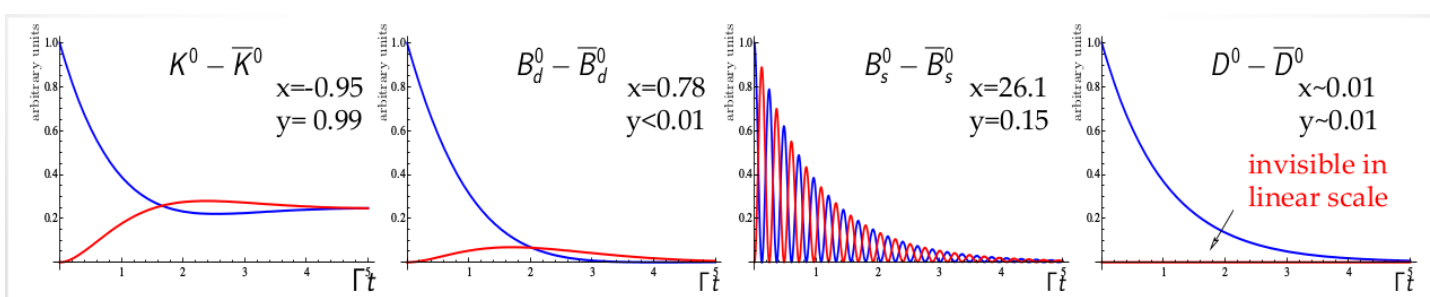 arbitrary units
1.0
0.8
0.6
0.4
0.2
K⁰ − K̅⁰
x=-0.95
y= 0.99
1
2
3
4
5
Γt
arbitrary units
1.0
0.8
0.6
0.4
0.2
B⁰d − B̅⁰d
x=0.78
y<0.01
1
2
3
4
5
Γt
arbitrary units
1.0
0.8
0.6
0.4
0.2
B⁰s − B̅⁰s
x=26.1
y=0.15
1
2
3
4
5
Γt
arbitrary units
1.0
0.8
0.6
0.4
0.2
D⁰ − D̅⁰
x~0.01
y~0.01
invisible in
linear scale
1
2
3
4
5
Γt